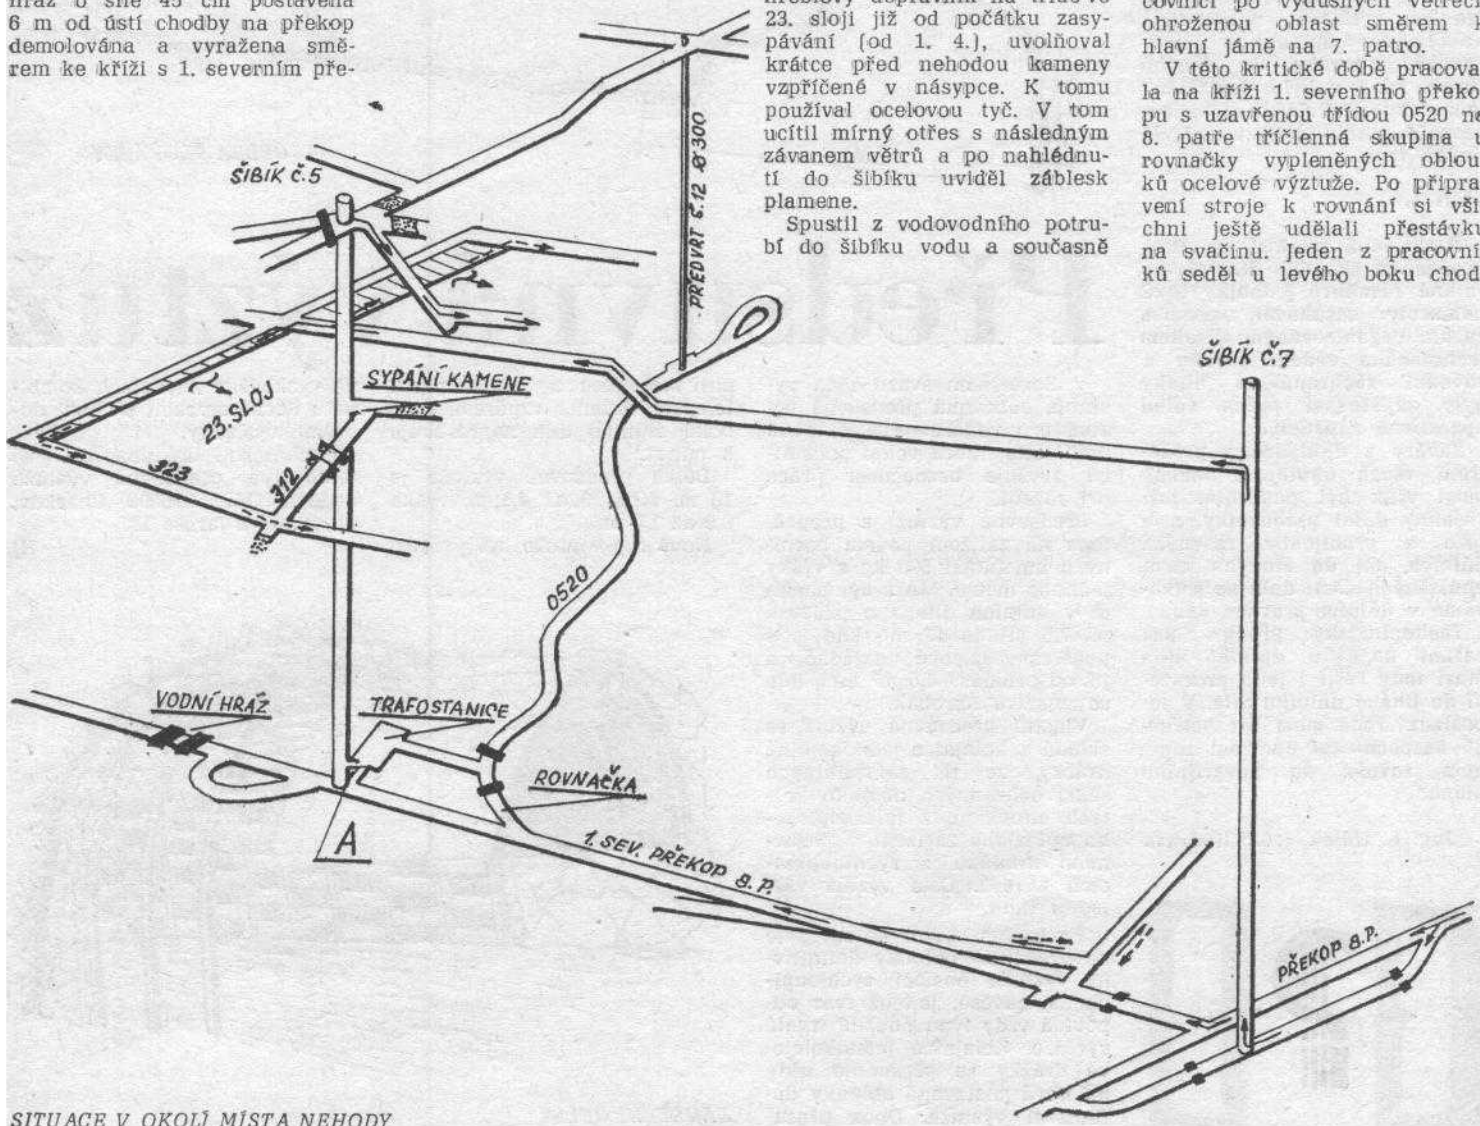 6 m od ústí chodby na překop
demolována a vyražena smě-
rem ke kříži s 1. severním pře-
23. sloji již od počátku zasy-
pávání (od 1. 4.), uvolňoval
krátce před nehodou kameny
vzpříčené v násypce. K tomu
používal ocelovou tyč. V tom
ucítil mírný otřes s následným
závanem větrů a po nahlédnu-
tí do šibíku uviděl záblesk
plamene.
Spustil z vodovodního potru-
bí do šibíku vodu a současně
ohroženou oblast směrem
hlavní jámě na 7. patro.
V této kritické době pracova
la na kříži 1. severního překo
pu s uzavřenou třídou 0520 na
8. patře tříčlenná skupina u
rovnačky vypleněných oblou
ků ocelové výztuže. Po připra
vení stroje k rovnání si vši
chni ještě udělali přestávku
na svačinu. Jeden z pracovní
ků seděl u levého boku chod
ŠIBÍK Č.5
PŘEDVRT Č.12 Ø 300
ŠIBÍK Č.7
SYPÁNÍ KAMENE
23. SLOJ
323
312
0520
VODNÍ HRÁZ
TRAFOSTANICE
ROVNAČKA
A
1. SEV. PŘEKOP 8.P.
PŘEKOP 8.P.
SITUACE V OKOLÍ MÍSTA NEHODY